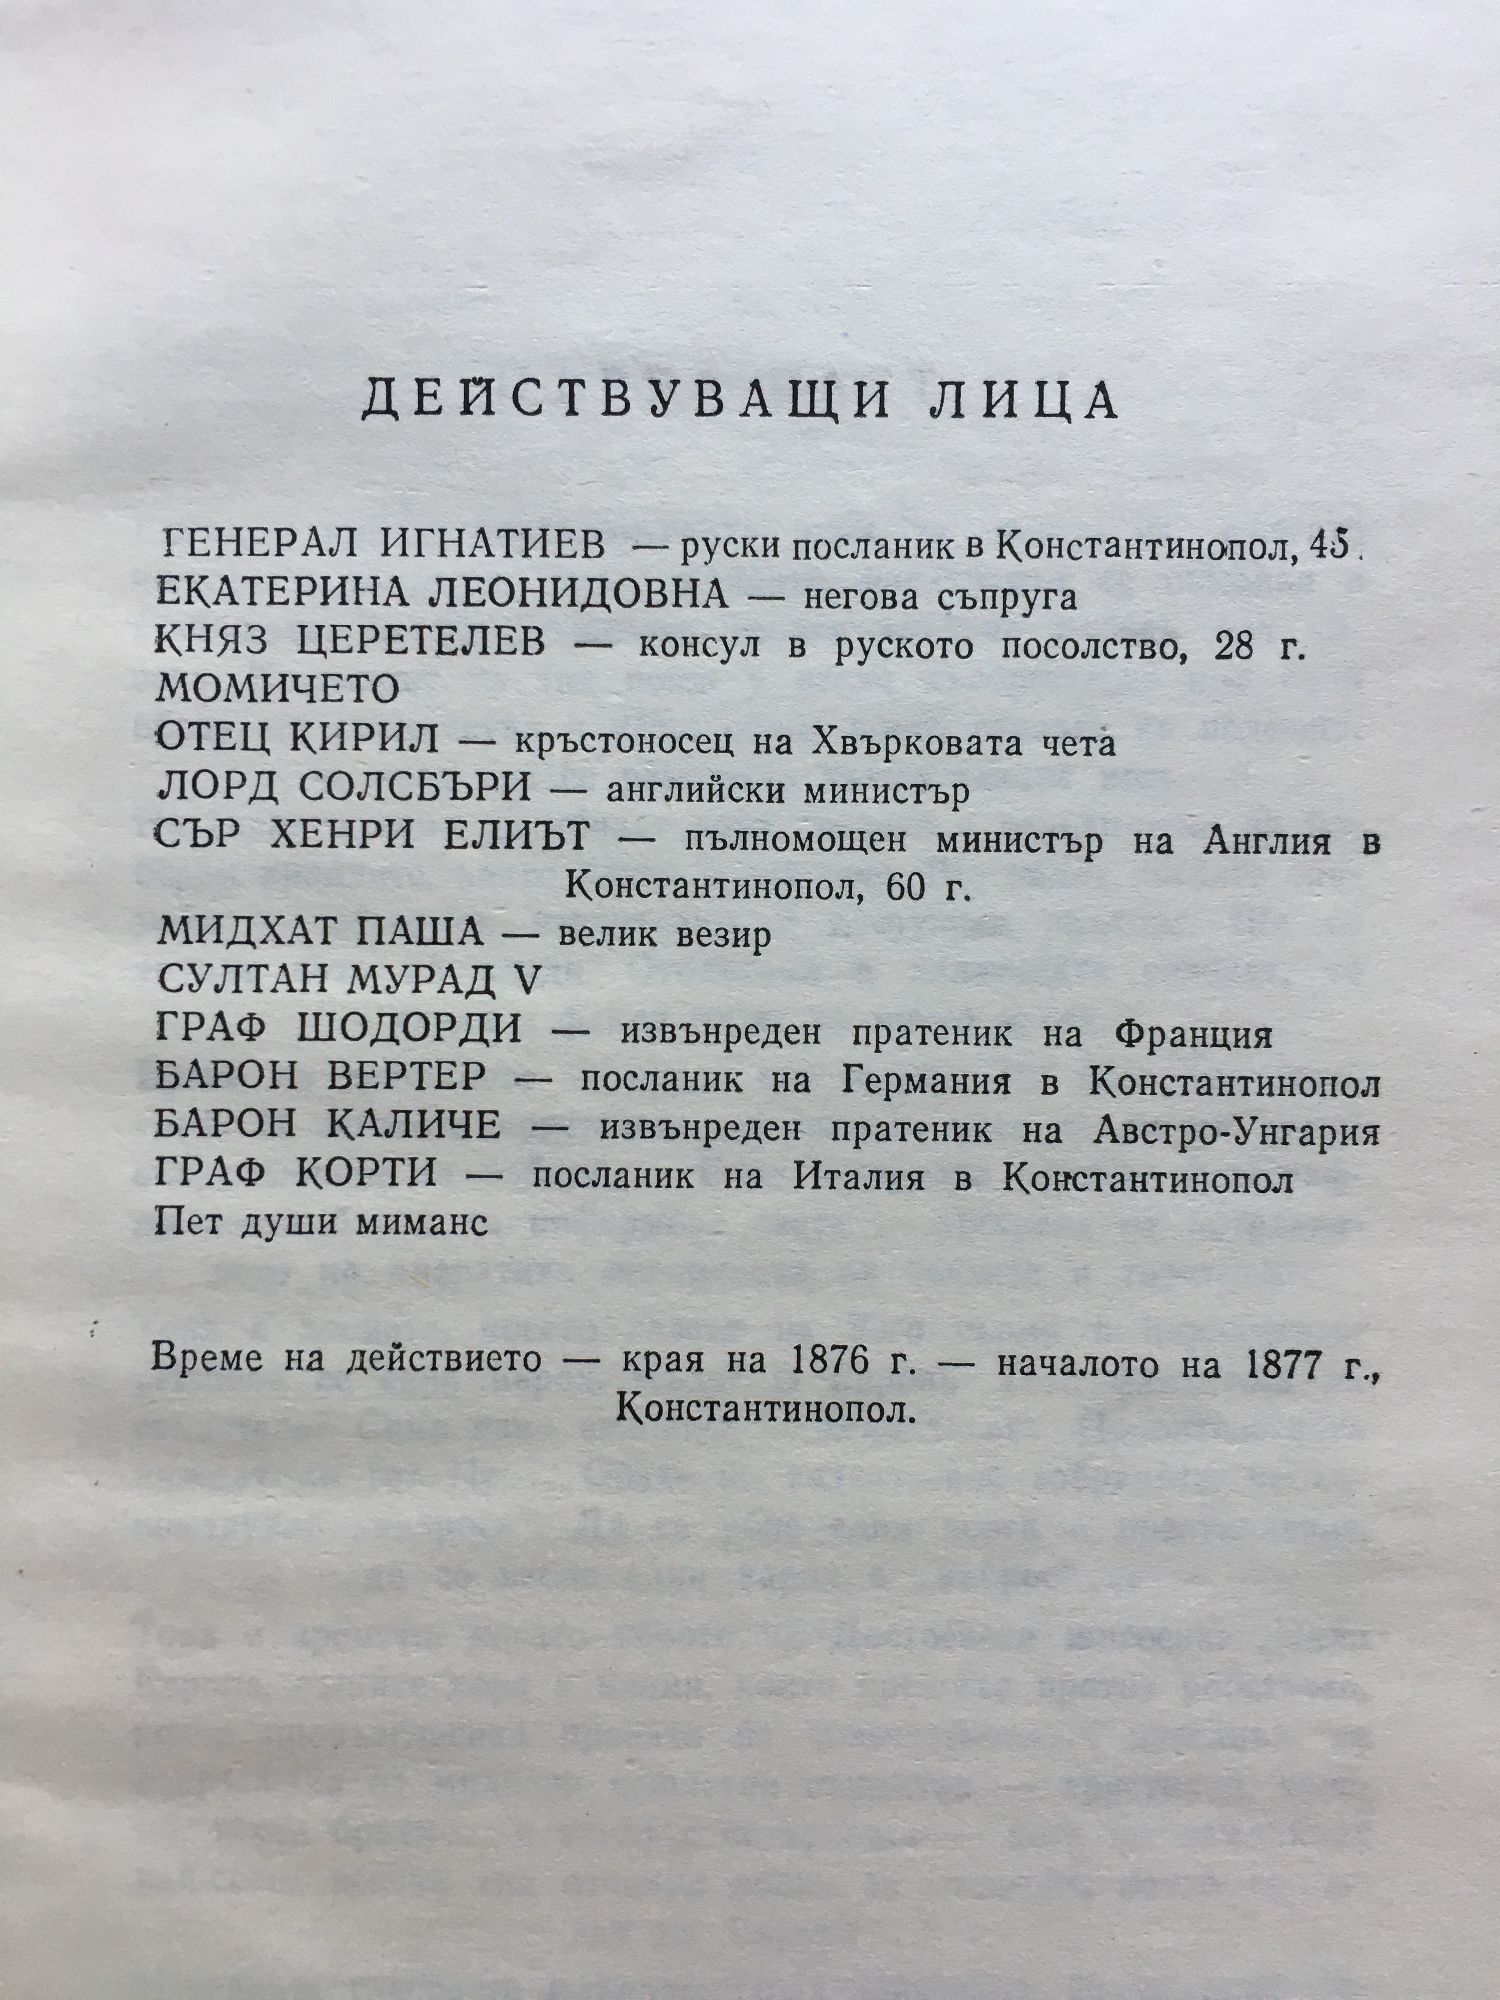 ДЕЙСТВУВАЩИ ЛИЦА
ГЕНЕРАЛ ИГНАТИЕВ — руски посланик в Константинопол, 45.
ЕКАТЕРИНА ЛЕОНИДОВНА — негова съпруга
КНЯЗ ЦЕРЕТЕЛЕВ — консул в руското посолство, 28 г.
МОМИЧЕТО
ОТЕЦ КИРИЛ — кръстоносец на Хвърковата чета
ЛОРД СОЛСБЪРИ — английски министър
СЪР ХЕНРИ ЕЛИЪТ — пълномощен министър на Англия в
Константинопол, 60 г.
МИДХАТ ПАША — велик везир
СУЛТАН МУРАД V
ГРАФ ШОДОРДИ — извънреден пратеник на Франция
БАРОН ВЕРТЕР — посланик на Германия в Константинопол
БАРОН КАЛИЧЕ — извънреден пратеник на Австро-Унгария
ГРАФ КОРТИ — посланик на Италия в Константинопол
Пет души миманс
Време на действието — края на 1876 г. — началото на 1877 г.,
Константинопол.